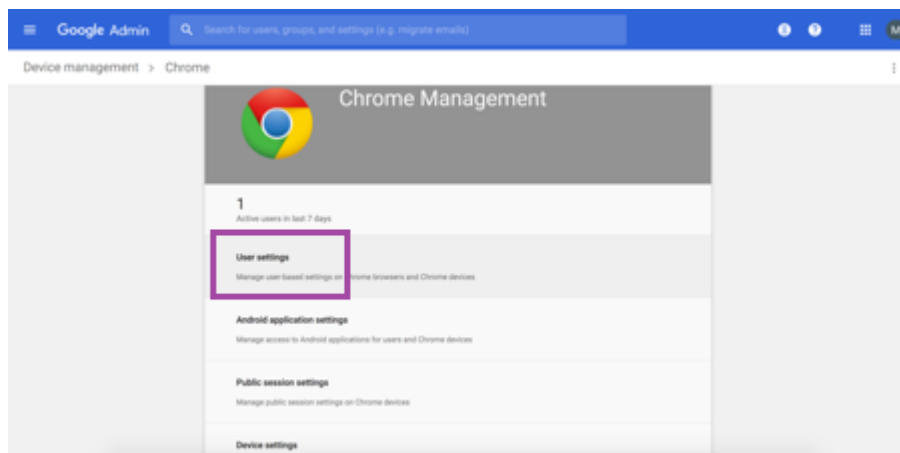 Google Admin
Search for users, groups, and settings (e.g. migrate emails)
M
Device management > Chrome
Chrome Management
1
Active users in last 7 days
User settings
Manage user-based settings on Chrome browsers and Chrome devices
Android application settings
Manage access to Android applications for users and Chrome devices
Public session settings
Manage public session settings on Chrome devices
Device settings